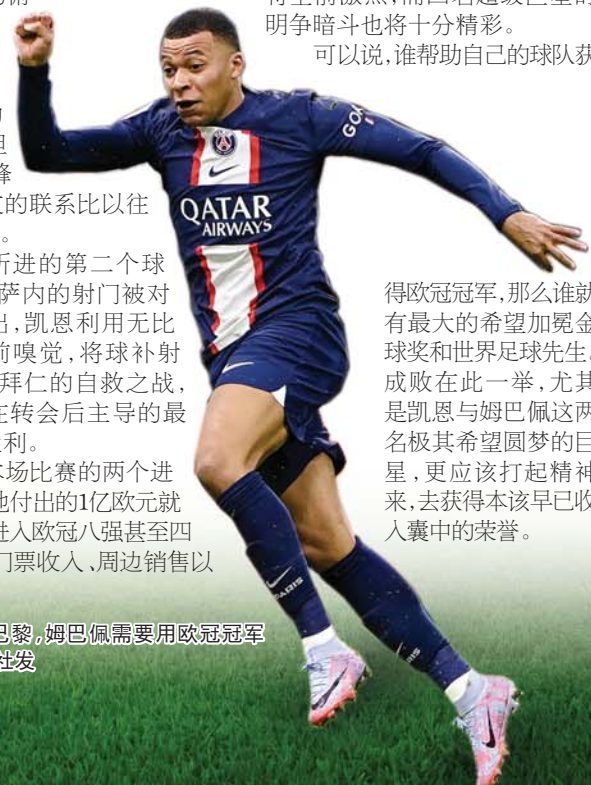 明争暗斗也将十分精彩。
可以说,谁帮助自己的球队获
的联系比以往
。
所进的第二个球
萨内的射门被对
出,凯恩利用无比
前嗅觉,将球补射
拜仁的自救之战,
在转会后主导的最
胜利。
本场比赛的两个进
他付出的1亿欧元就
进入欧冠八强甚至四
门票收入、周边销售以
得欧冠冠军,那么谁就
有最大的希望加冕金
球奖和世界足球先生。
成败在此一举,尤其
是凯恩与姆巴佩这两
名极其希望圆梦的巨
星,更应该打起精神
来,去获得本该早已收
入囊中的荣誉。
GOA
QATAR
AIRWAYS
PARIS
巴黎,姆巴佩需要用欧冠冠军
社发